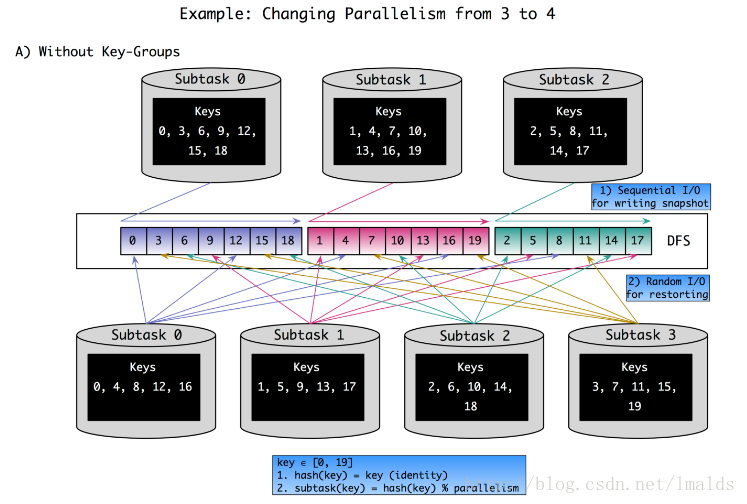 Example: Changing Parallelism from 3 to 4
A) Without Key-Groups
Subtask 0
Keys
0, 3, 6, 9, 12,
15, 18
Subtask 1
Keys
1, 4, 7, 10,
13, 16, 19
Subtask 2
Keys
2, 5, 8, 11,
14, 17
1) Sequential I/O
for writing snapshot
0 3 6 9 12 15 18 1 4 7 10 13 16 19 2 5 8 11 14 17 DFS
2) Random I/O
for restorting
Subtask 0
Keys
0, 4, 8, 12, 16
Subtask 1
Keys
1, 5, 9, 13, 17
Subtask 2
Keys
2, 6, 10, 14,
18
Subtask 3
Keys
3, 7, 11, 15,
19
key ∈ [0, 19]
1. hash(key) = key (identity)
2. subtask(key) = hash(key) % parallelism
/blog.csdn.net/lmalds